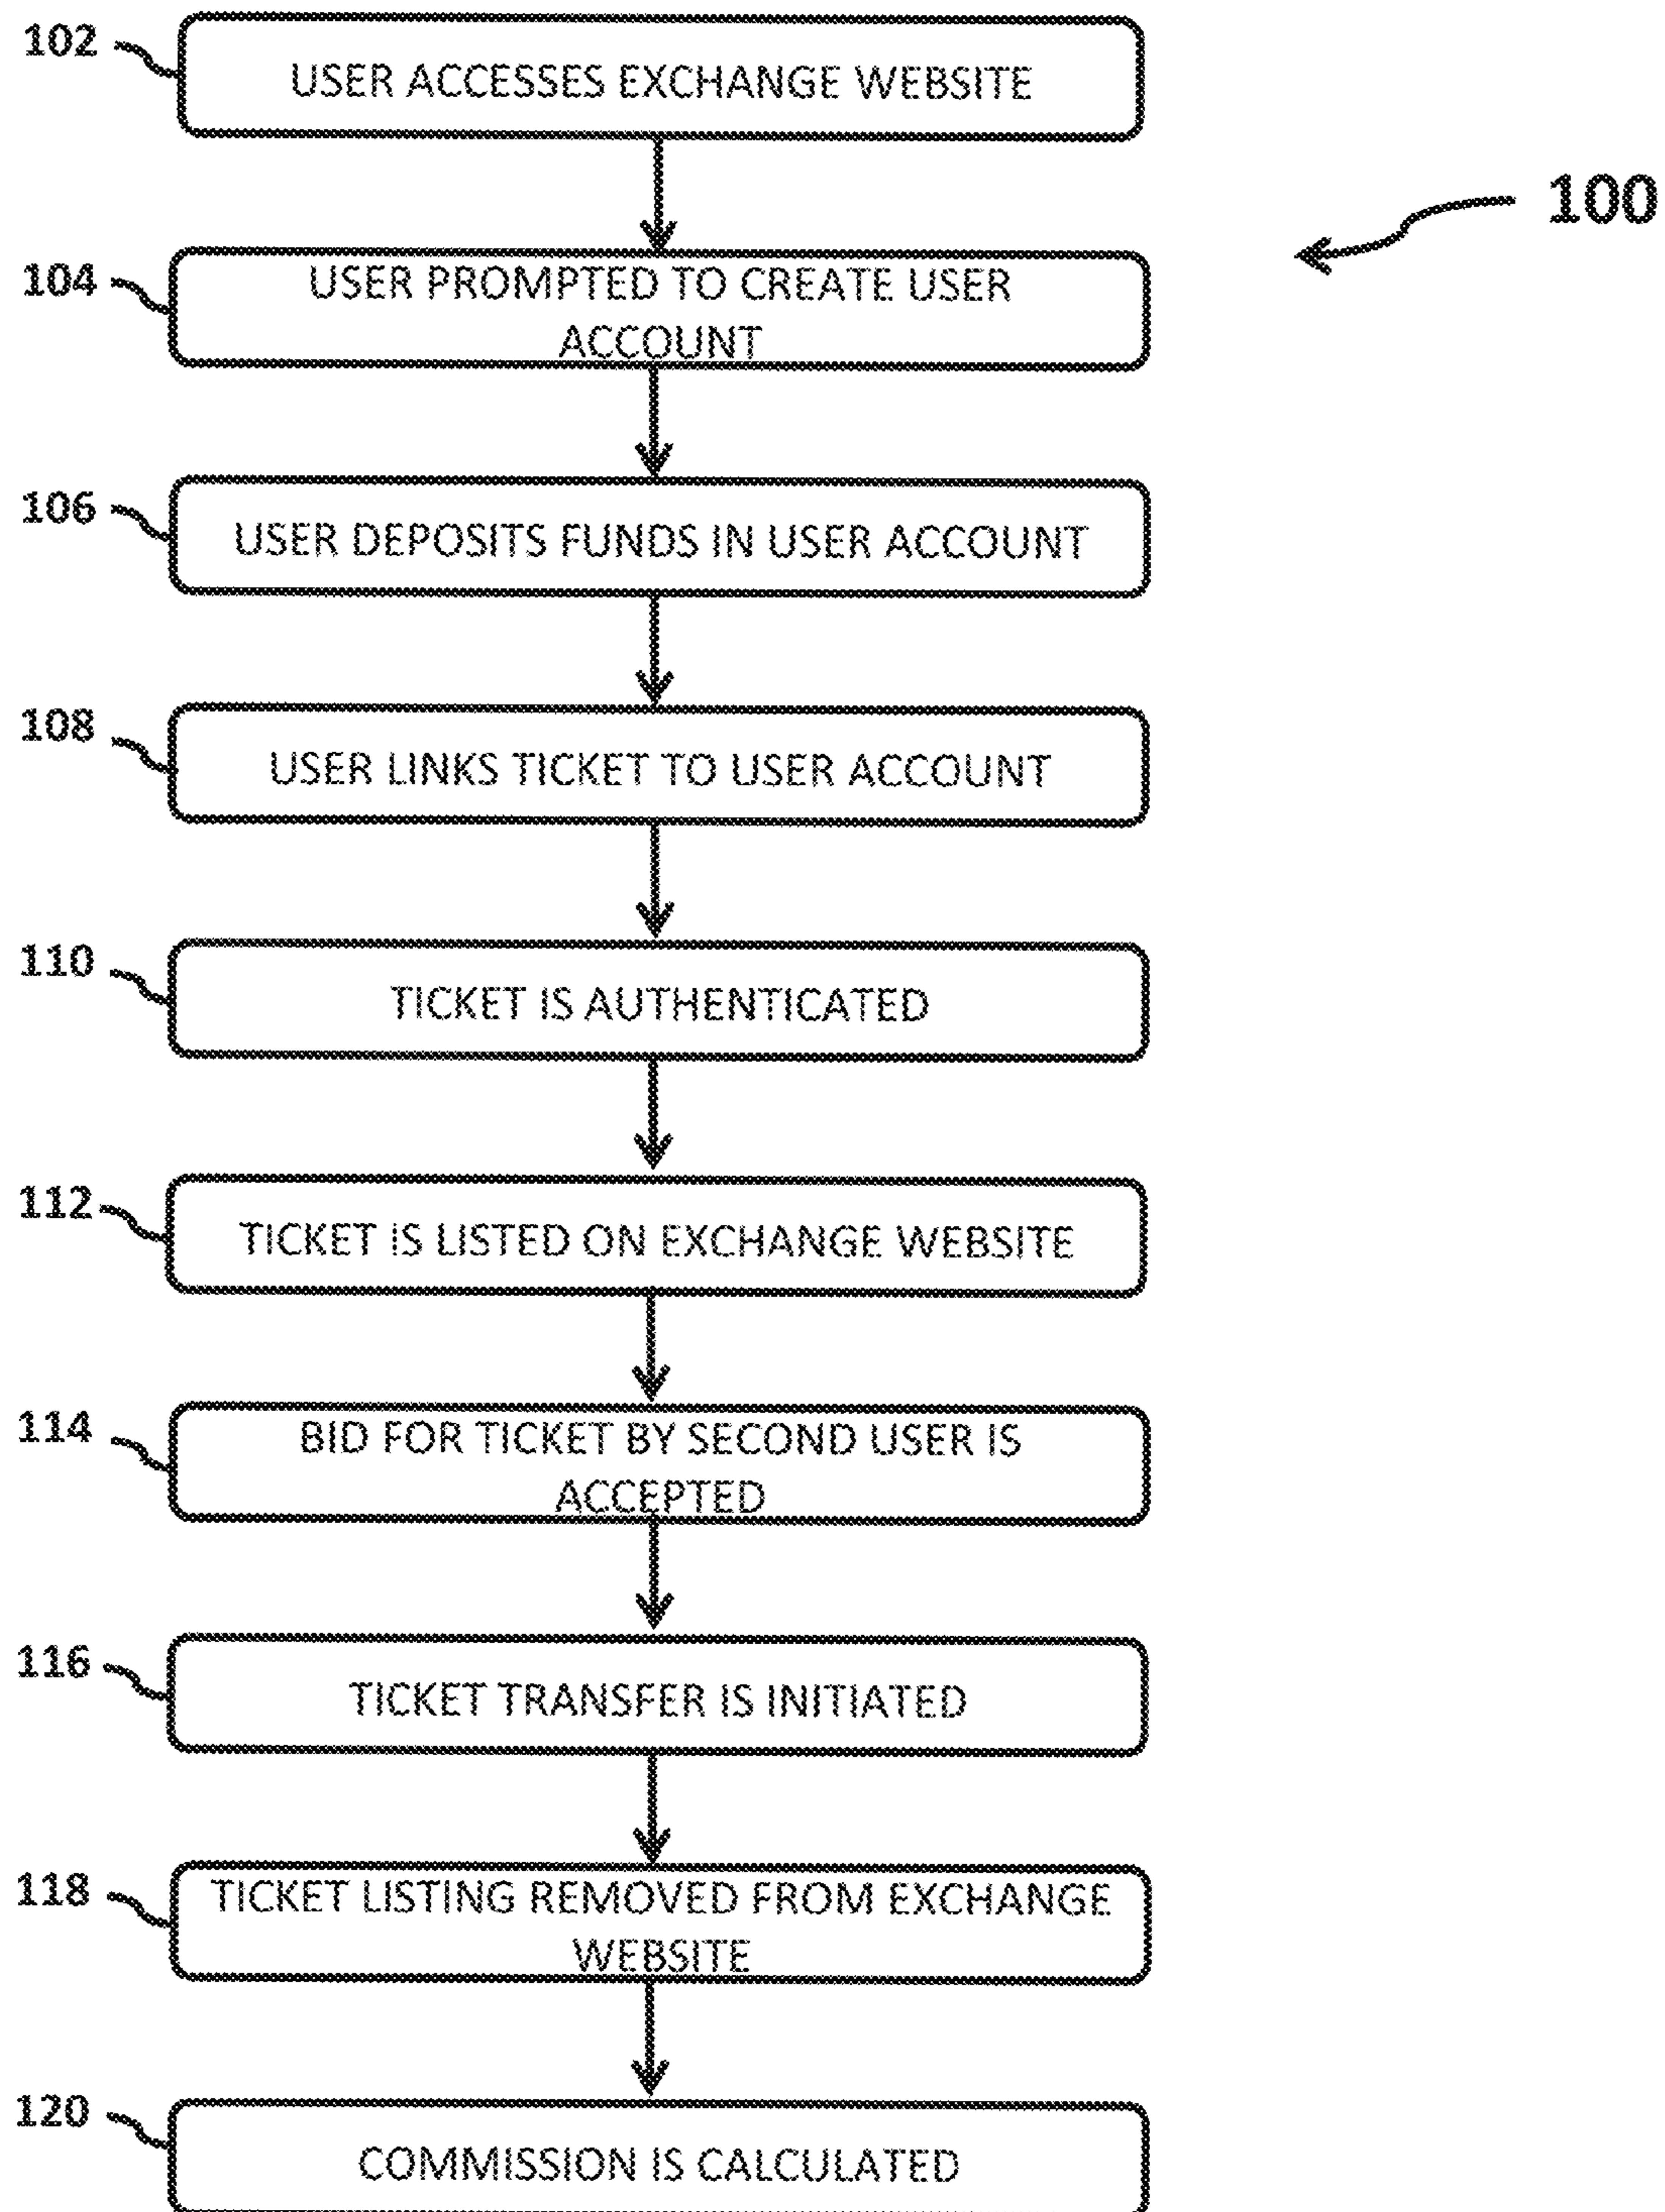 102
USER ACCESSES EXCHANGE WEBSITE
100
104
USER PROMPTED TO CREATE USER
ACCOUNT
106
USER DEPOSITS FUNDS IN USER ACCOUNT
108
USER LINKS TICKET TO USER ACCOUNT
110
TICKET IS AUTHENTICATED
112
TICKET IS LISTED ON EXCHANGE WEBSITE
114
BID FOR TICKET BY SECOND USER IS
ACCEPTED
116
TICKET TRANSFER IS INITIATED
118
TICKET LISTING REMOVED FROM EXCHANGE
WEBSITE
120
COMMISSION IS CALCULATED